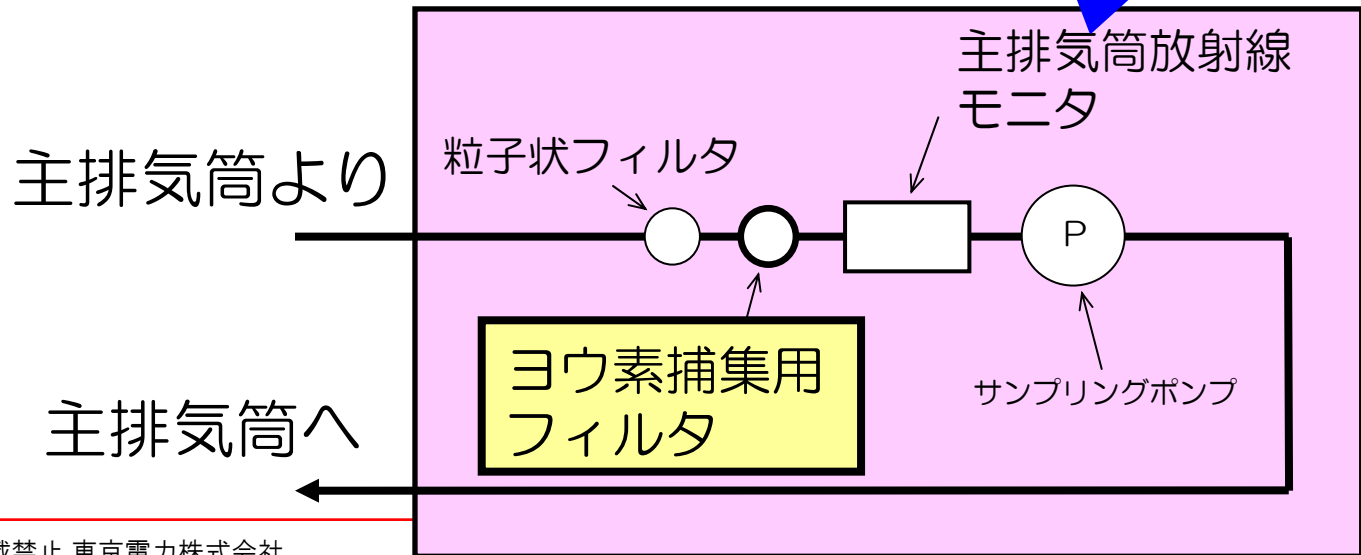 主排気筒放射線
モニタ
粒子状フィルタ
主排気筒より
P
ヨウ素捕集用
フィルタ
サンプリングポンプ
主排気筒へ
禁止 東京電力株式会社